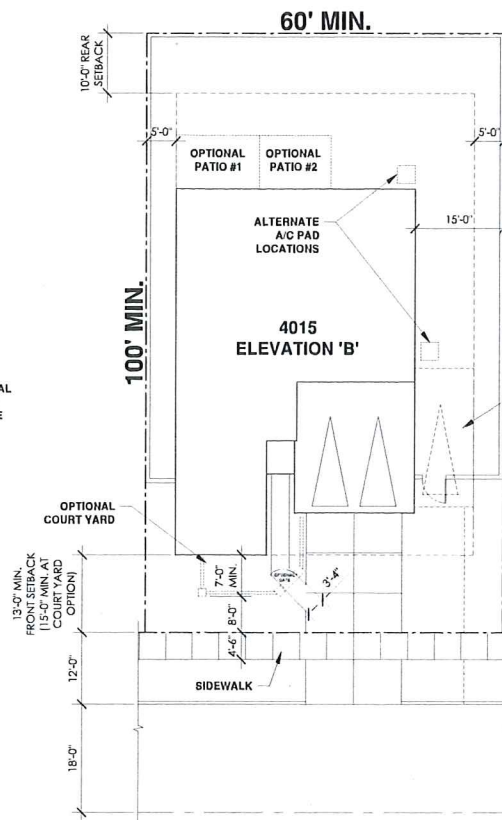 60' MIN.
10'-0" REAR
SETBACK
5'-0"
5'-0"
OPTIONAL
PATIO #1
OPTIONAL
PATIO #2
ALTERNATE
A/C PAD
LOCATIONS
15'-0"
100' MIN.
4015
ELEVATION 'B'
AL
E
OPTIONAL
COURT YARD
13'-0" MIN.
FRONT SETBACK
(15'-0" MIN. AT
COURT YARD
OPTION)
7'-0"
MIN.
OPTIONAL
GATE
3'-4"
8'-0"
4'-6"
12'-0"
SIDEWALK
18'-0"